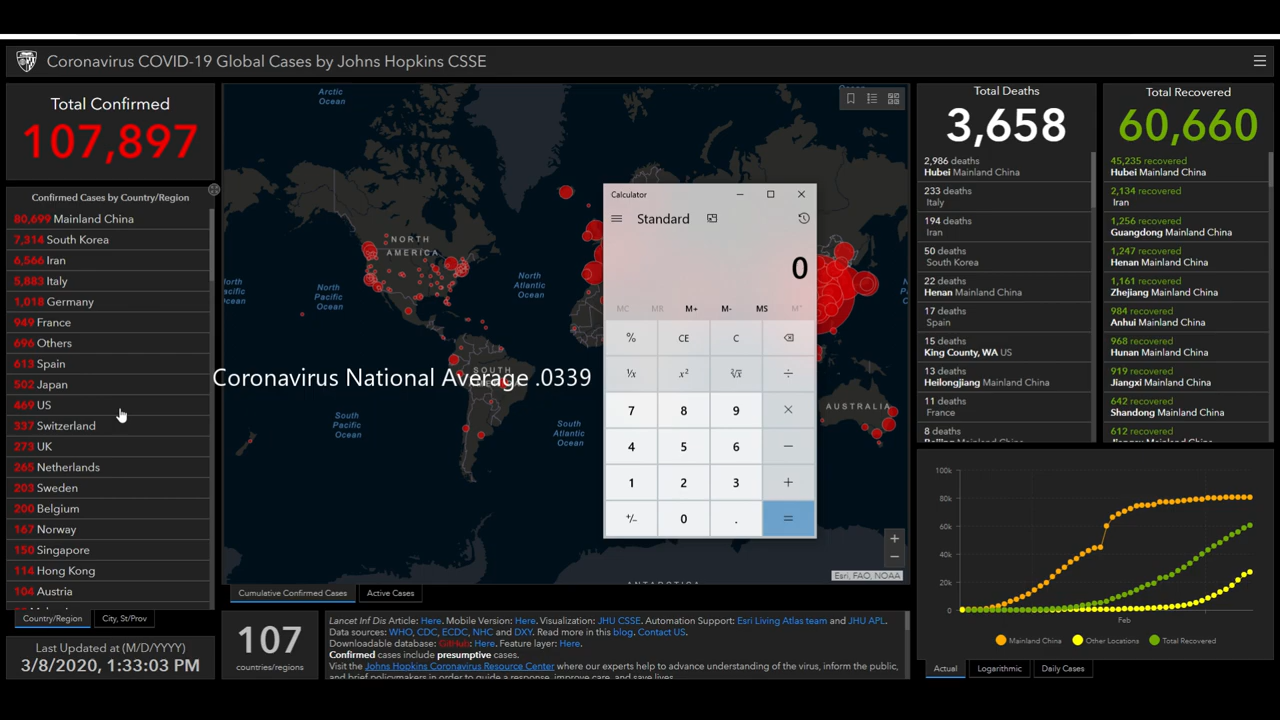 Coronavirus COVID-19 Global Cases by Johns Hopkins CSSE
Total Confirmed
107,897
Confirmed Cases by Country/Region
80,699 Mainland China
7,314 South Korea
6,566 Iran
5,883 Italy
1,018 Germany
949 France
696 Others
613 Spain
502 Japan
469 US
337 Switzerland
273 UK
265 Netherlands
203 Sweden
200 Belgium
167 Norway
150 Singapore
114 Hong Kong
104 Austria
Country/Region
City, St/Prov
Last Updated at (M/D/YYYY)
3/8/2020, 1:33:03 PM
Arctic
Ocean
NORTH
AMERICA
North
Pacific
Ocean
North
Atlantic
Ocean
SOUTH
South
Pacific
Ocean
South
Atlantic
Ocean
AUSTRALIA
Coronavirus National Average .0339
Esri, FAO, NOAA
Cumulative Confirmed Cases
Active Cases
Calculator
Standard
0
MC MR M+ M- MS
% CE C
¹/x x² ÷
7 8 9 ×
4 5 6 −
1 2 3 +
+/- 0 . =
107
countries/regions
Lancet Inf Dis Article: Here. Mobile Version: Here. Visualization: JHU CSSE. Automation Support: Esri Living Atlas team and JHU APL.
Data sources: WHO, CDC, ECDC, NHC and DXY. Read more in this blog. Contact US.
Downloadable database: GitHub: Here. Feature layer: Here.
Confirmed cases include presumptive cases.
Visit the Johns Hopkins Coronavirus Resource Center where our experts help to advance understanding of the virus, inform the public,
and brief policymakers in order to guide a response, improve care, and save lives.
Total Deaths
3,658
2,986 deaths
Hubei Mainland China
233 deaths
Italy
194 deaths
Iran
50 deaths
South Korea
22 deaths
Henan Mainland China
17 deaths
Spain
15 deaths
King County, WA US
13 deaths
Heilongjiang Mainland China
11 deaths
France
8 deaths
Total Recovered
60,660
45,235 recovered
Hubei Mainland China
2,134 recovered
Iran
1,256 recovered
Guangdong Mainland China
1,247 recovered
Henan Mainland China
1,161 recovered
Zhejiang Mainland China
984 recovered
Anhui Mainland China
968 recovered
Hunan Mainland China
919 recovered
Jiangxi Mainland China
642 recovered
Shandong Mainland China
612 recovered
100k
80k
60k
40k
20k
0
Feb
Mainland China
Other Locations
Total Recovered
Actual
Logarithmic
Daily Cases